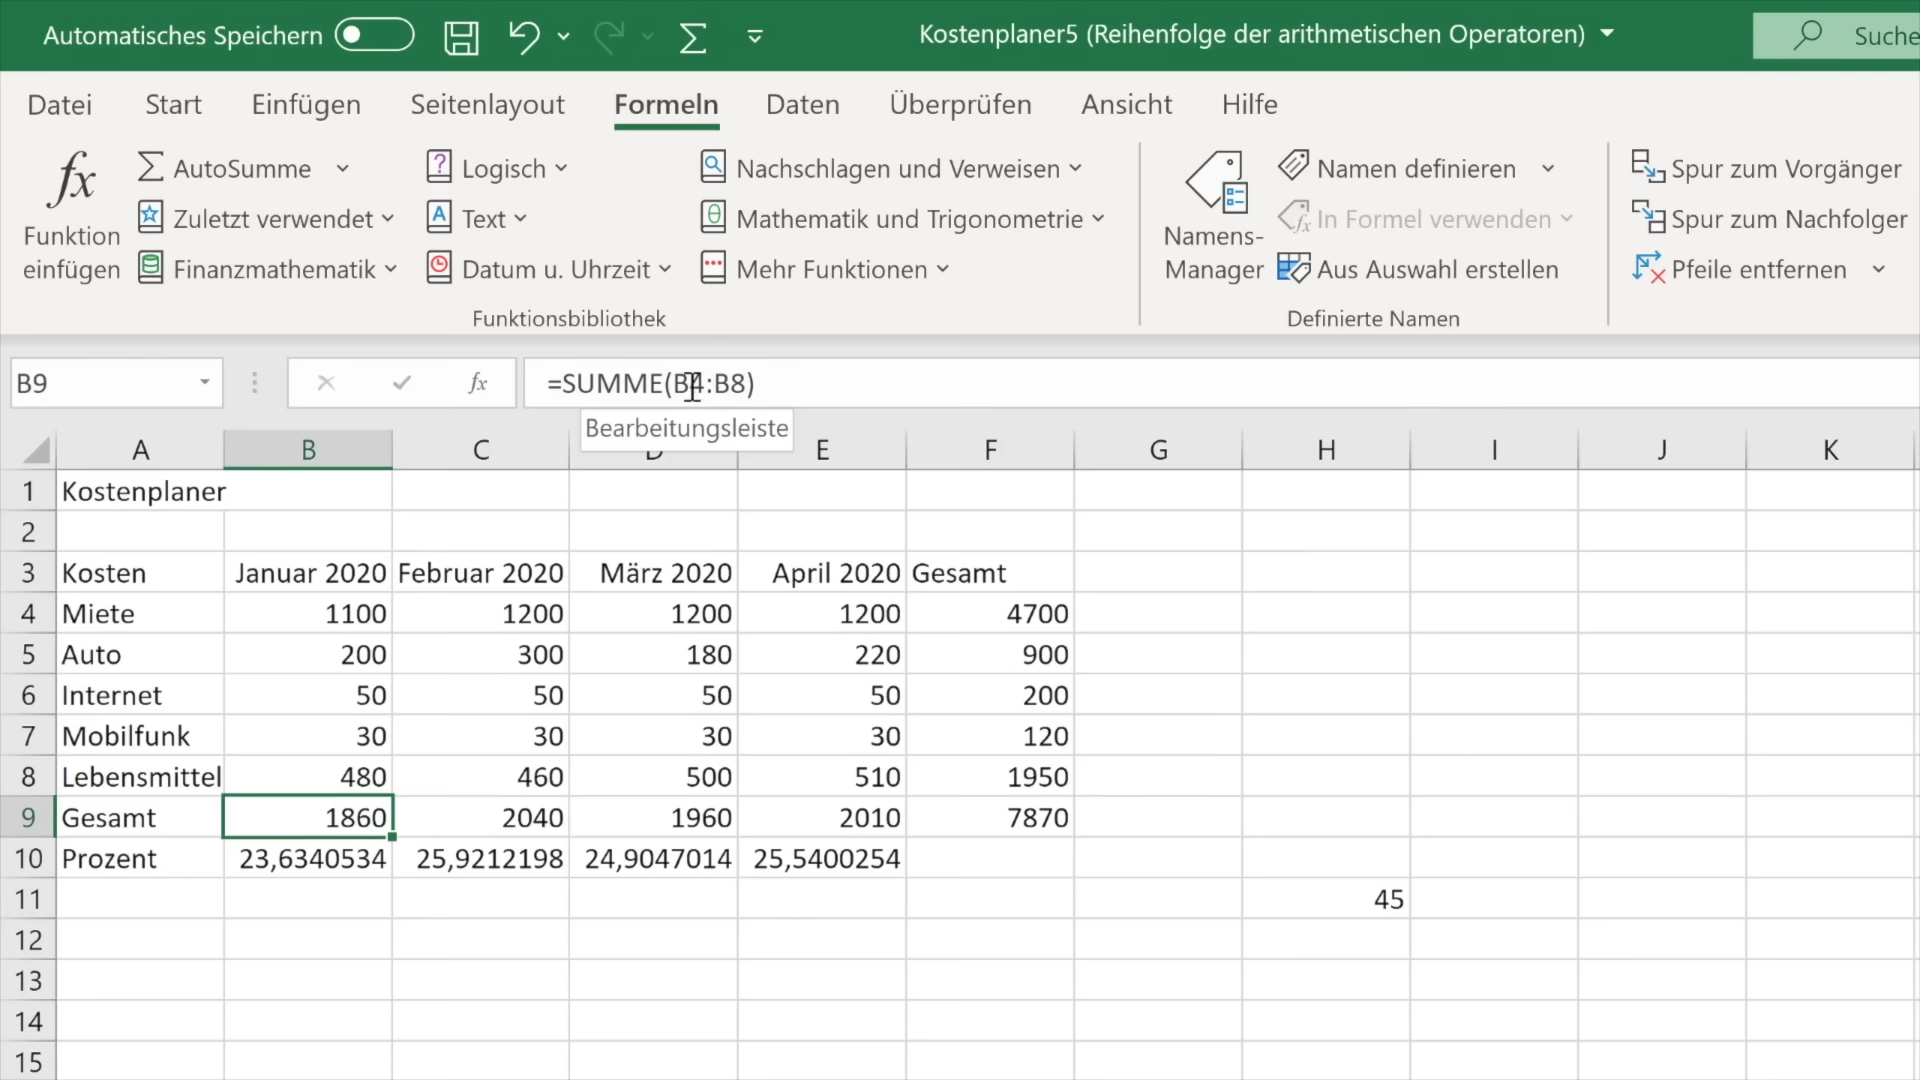 Automatisches Speichern
Kostenplaner5 (Reihenfolge der arithmetischen Operatoren)
Suche
Datei Start Einfügen Seitenlayout Formeln Daten Überprüfen Ansicht Hilfe
fx Funktion einfügen
AutoSumme
Zuletzt verwendet
Finanzmathematik
Logisch
Text
Datum u. Uhrzeit
Nachschlagen und Verweisen
Mathematik und Trigonometrie
Mehr Funktionen
Funktionsbibliothek
Namens-
Manager
Namen definieren
In Formel verwenden
Aus Auswahl erstellen
Definierte Namen
Spur zum Vorgänger
Spur zum Nachfolger
Pfeile entfernen
B9 fx =SUMME(B4:B8)
Bearbeitungsleiste
A B C D E F G H I J K
1 Kostenplaner
2
3 Kosten Januar 2020 Februar 2020 März 2020 April 2020 Gesamt
4 Miete 1100 1200 1200 1200 4700
5 Auto 200 300 180 220 900
6 Internet 50 50 50 50 200
7 Mobilfunk 30 30 30 30 120
8 Lebensmittel 480 460 500 510 1950
9 Gesamt 1860 2040 1960 2010 7870
10 Prozent 23,6340534 25,9212198 24,9047014 25,5400254
11 45
12
13
14
15